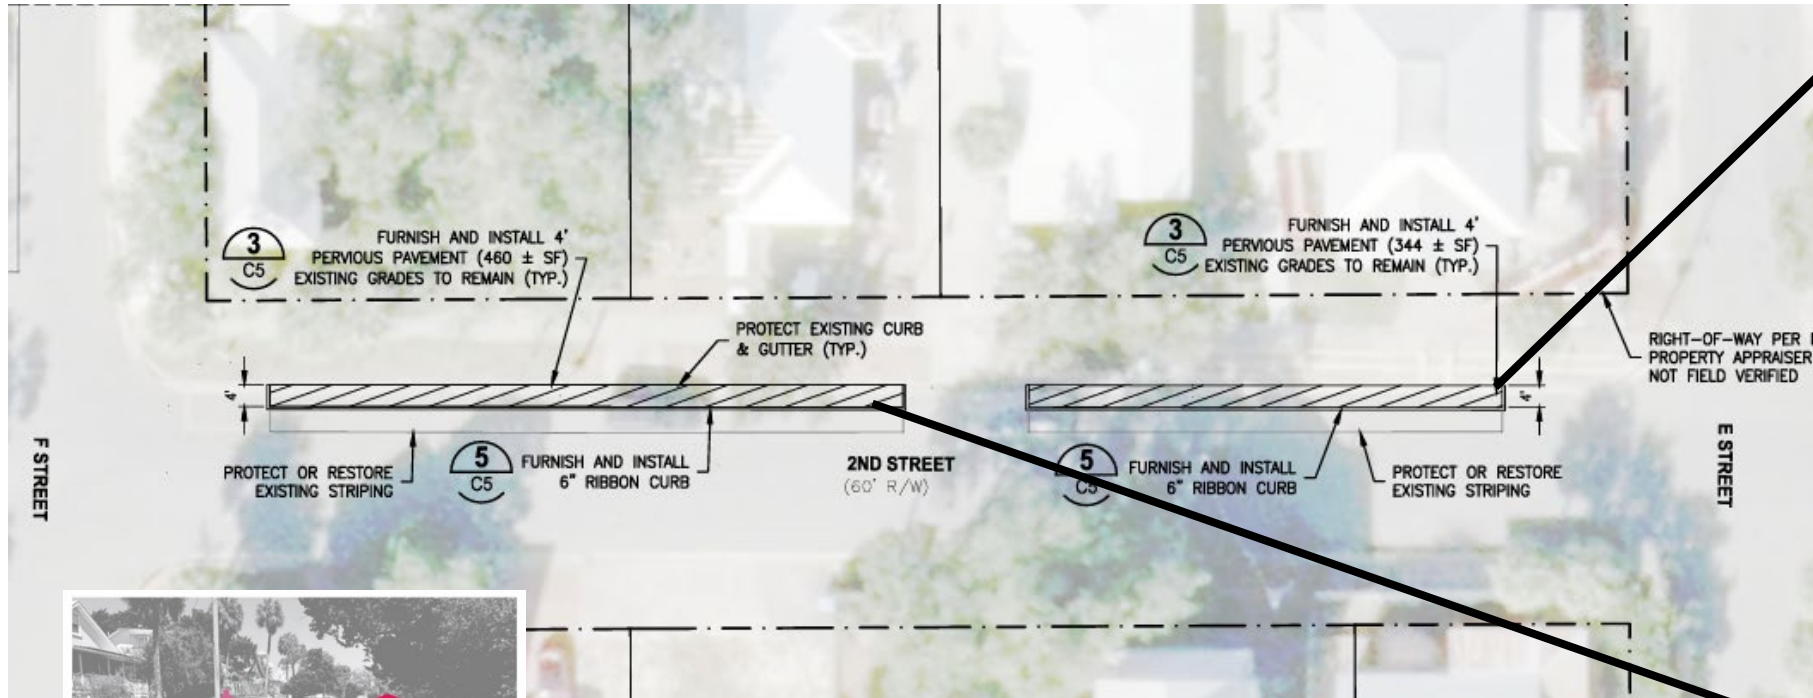 3
C5
FURNISH AND INSTALL 4'
PERVIOUS PAVEMENT (460 ± SF)
EXISTING GRADES TO REMAIN (TYP.)
3
C5
FURNISH AND INSTALL 4'
PERVIOUS PAVEMENT (344 ± SF)
EXISTING GRADES TO REMAIN (TYP.)
PROTECT EXISTING CURB
& GUTTER (TYP.)
RIGHT-OF-WAY PER
PROPERTY APPRAISER
NOT FIELD VERIFIED
4'
4'
F STREET
PROTECT OR RESTORE
EXISTING STRIPING
5
C5
FURNISH AND INSTALL
6" RIBBON CURB
2ND STREET
(60' R/W)
5
C5
FURNISH AND INSTALL
6" RIBBON CURB
PROTECT OR RESTORE
EXISTING STRIPING
E STREET